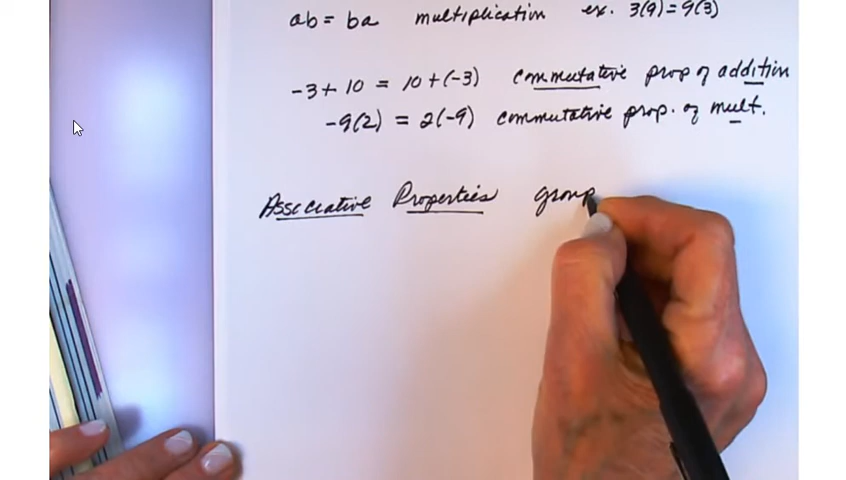 ab = ba multiplication ex. 3(9) = 9(3)
-3 + 10 = 10 + (-3) commutative prop of addition
-9(2) = 2(-9) commutative prop. of mult.
Associative Properties group